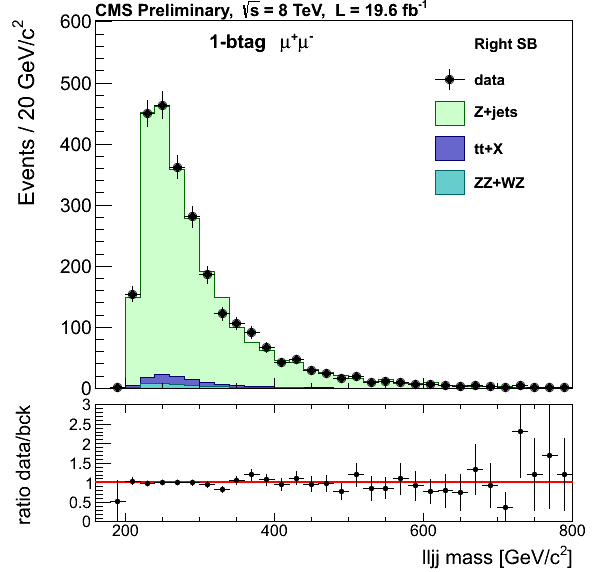 CMS Preliminary, √s = 8 TeV, L = 19.6 fb⁻¹
1-btag μ⁺μ⁻
Right SB
data
Z+jets
tt+X
ZZ+WZ
Events / 20 GeV/c²
600
500
400
300
200
100
0
ratio data/bck
3
2.5
2
1.5
1
0.5
0
200
400
600
800
lljj mass [GeV/c²]